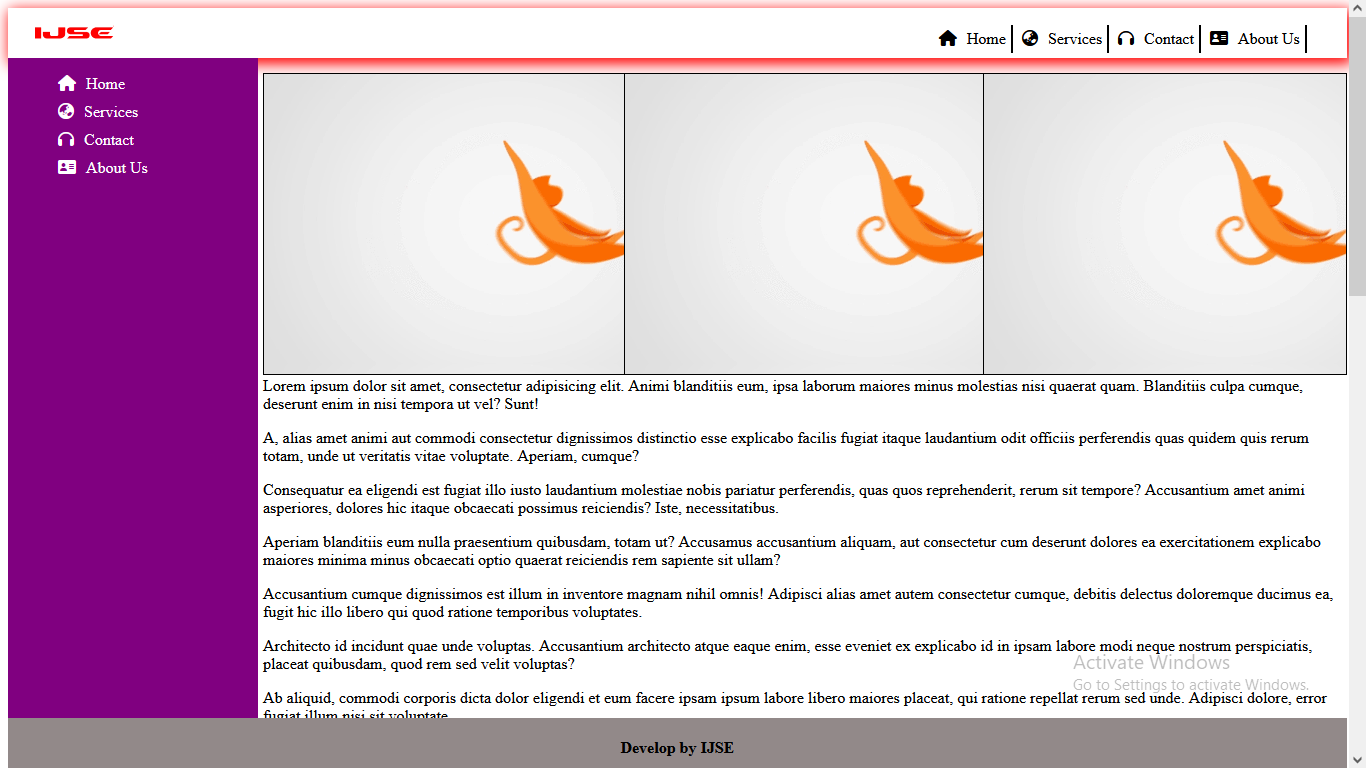 IJSE
Home
Services
Contact
About Us
Home
Services
Contact
About Us
Lorem ipsum dolor sit amet, consectetur adipisicing elit. Animi blanditiis eum, ipsa laborum maiores minus molestias nisi quaerat quam. Blanditiis culpa cumque,
deserunt enim in nisi tempora ut vel? Sunt!
A, alias amet animi aut commodi consectetur dignissimos distinctio esse explicabo facilis fugiat itaque laudantium odit officiis perferendis quas quidem quis rerum
totam, unde ut veritatis vitae voluptate. Aperiam, cumque?
Consequatur ea eligendi est fugiat illo iusto laudantium molestiae nobis pariatur perferendis, quas quos reprehenderit, rerum sit tempore? Accusantium amet animi
asperiores, dolores hic itaque obcaecati possimus reiciendis? Iste, necessitatibus.
Aperiam blanditiis eum nulla praesentium quibusdam, totam ut? Accusamus accusantium aliquam, aut consectetur cum deserunt dolores ea exercitationem explicabo
maiores minima minus obcaecati optio quaerat reiciendis rem sapiente sit ullam?
Accusantium cumque dignissimos est illum in inventore magnam nihil omnis! Adipisci alias amet autem consectetur cumque, debitis delectus doloremque ducimus ea,
fugit hic illo libero qui quod ratione temporibus voluptates.
Architecto id incidunt quae unde voluptas. Accusantium architecto atque eaque enim, esse eveniet ex explicabo id in ipsam labore modi neque nostrum perspiciatis,
placeat quibusdam, quod rem sed velit voluptas?
Activate Windows
Go to Settings to activate Windows.
Ab aliquid, commodi corporis dicta dolor eligendi et eum facere ipsam ipsum labore libero maiores placeat, qui ratione repellat rerum sed unde. Adipisci dolore, error
fugiat illum nisi sit voluptate
Develop by IJSE